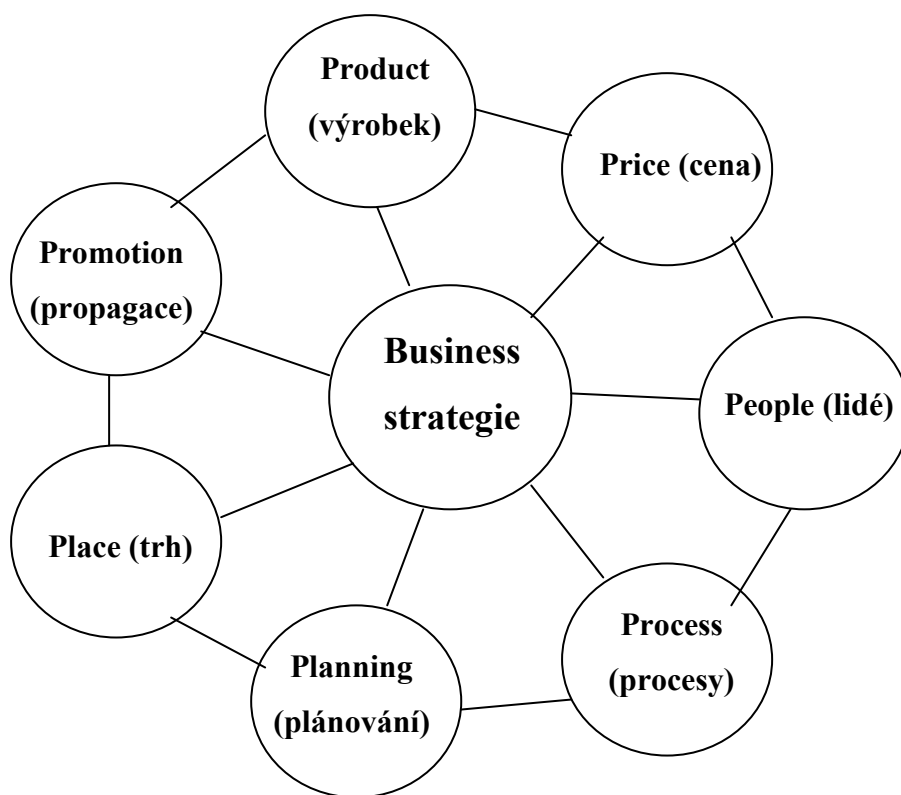 Product
(výrobek)
Price (cena)
Promotion
(propagace)
Business
strategie
People (lidé)
Place (trh)
Process
(procesy)
Planning
(plánování)